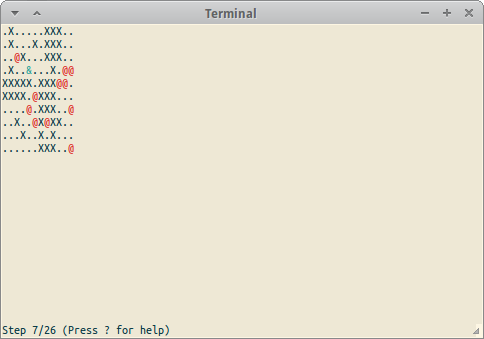 Terminal
.X.....XXX..
.X...X.XXX..
..@X...XXX..
.X..&...X.@@
XXXXX.XXX@@.
XXXX.@XXX...
....@.XXX..@
..X..@X@XX..
...X..X.X...
......XXX..@
Step 7/26 (Press ? for help)